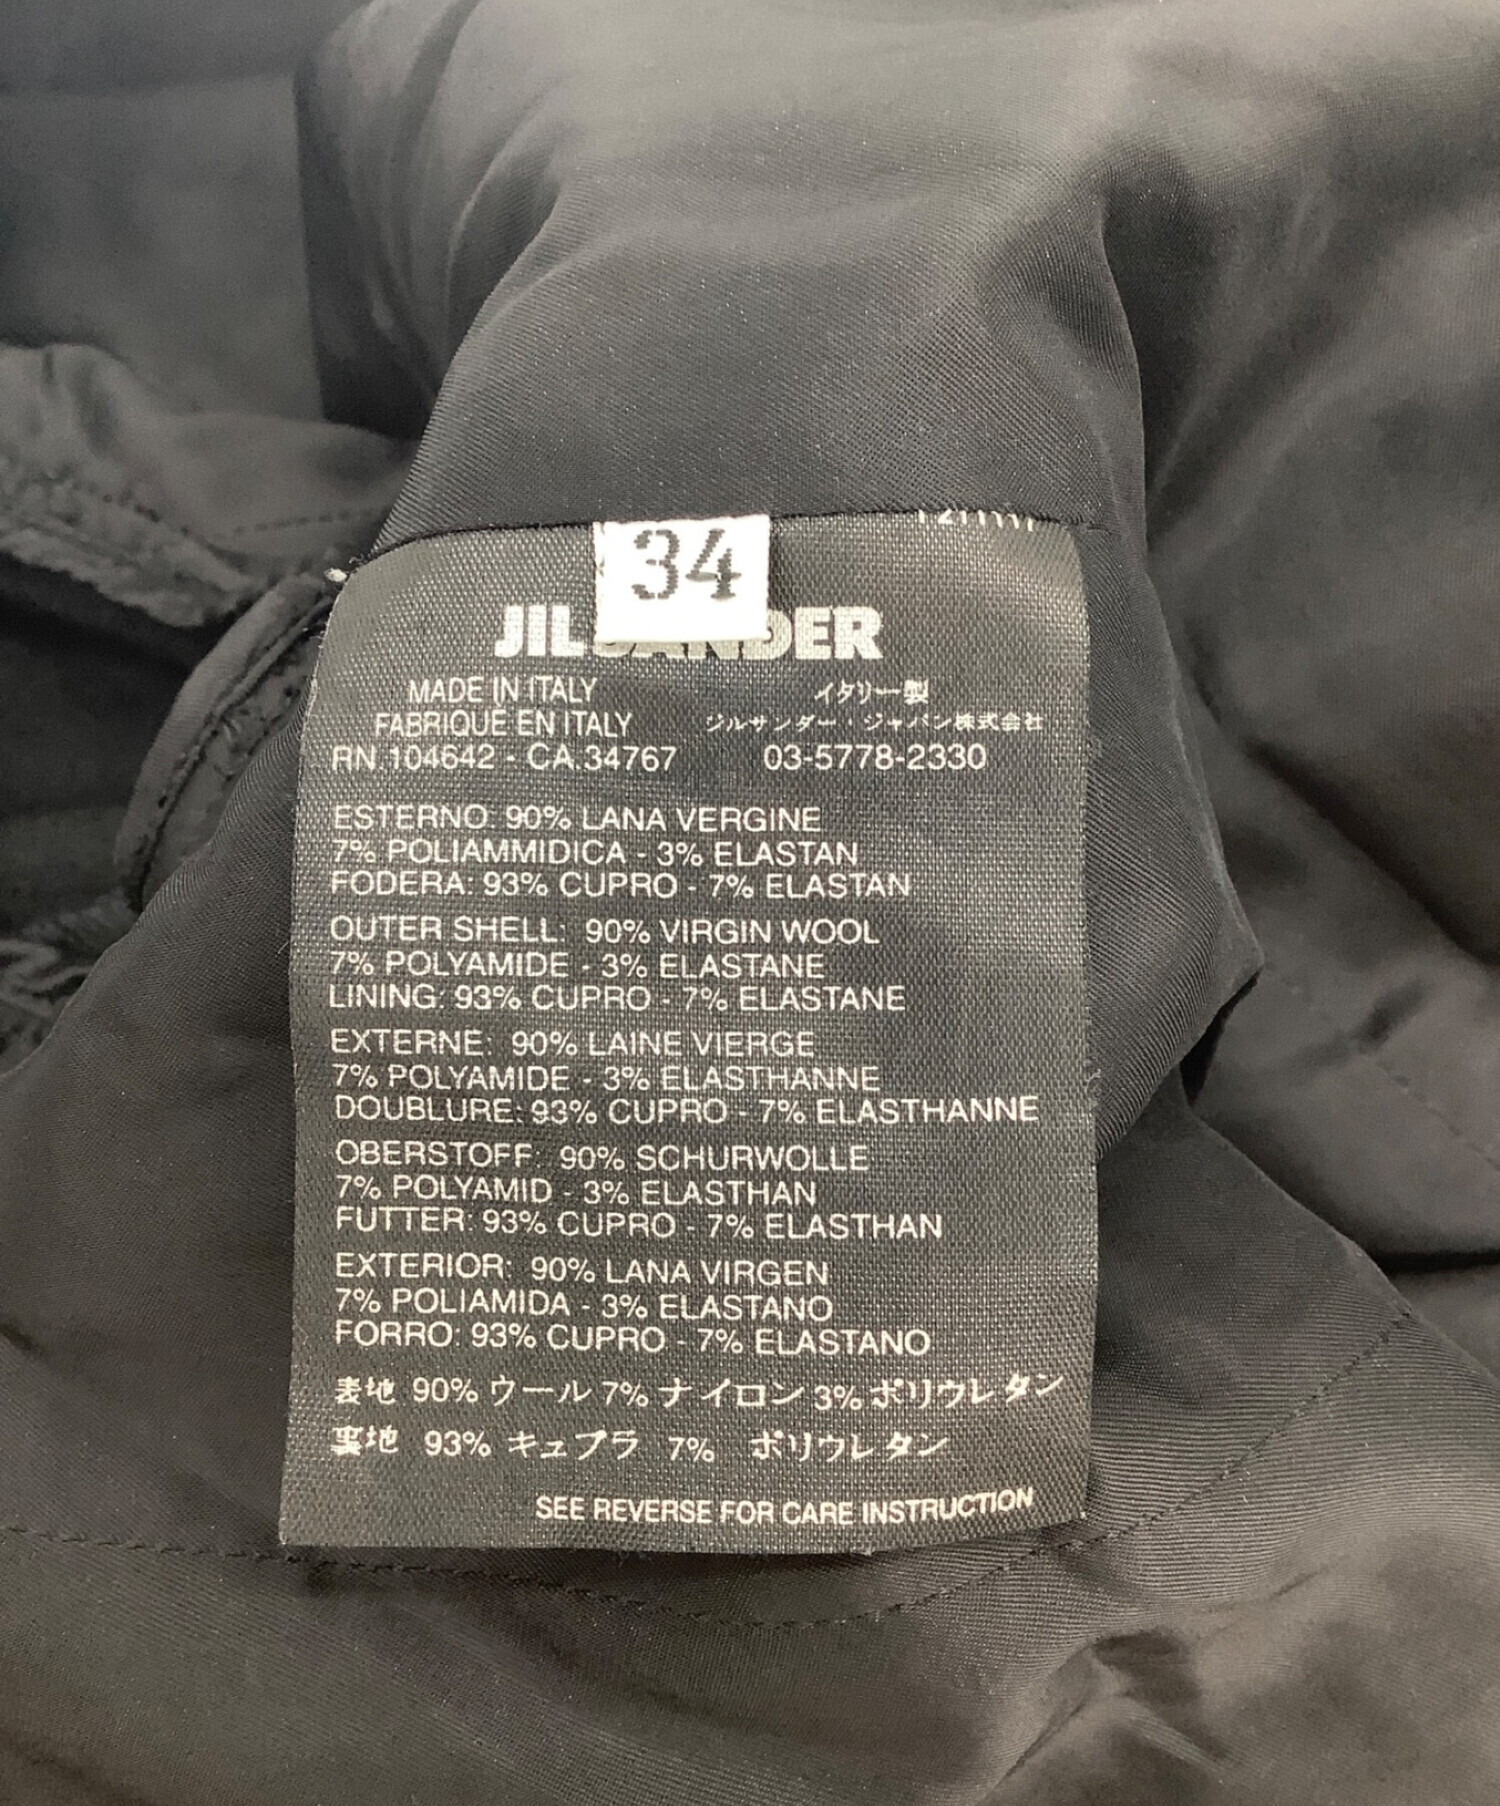 34
JIL SANDER
MADE IN ITALY
FABRIQUE EN ITALY
RN.104642 - CA.34767
イタリー製
ジルサンダー・ジャパン株式会社
03-5778-2330
ESTERNO: 90% LANA VERGINE
7% POLIAMMIDICA - 3% ELASTAN
FODERA: 93% CUPRO - 7% ELASTAN
OUTER SHELL: 90% VIRGIN WOOL
7% POLYAMIDE - 3% ELASTANE
LINING: 93% CUPRO - 7% ELASTANE
EXTERNE: 90% LAINE VIERGE
7% POLYAMIDE - 3% ELASTHANNE
DOUBLURE: 93% CUPRO - 7% ELASTHANNE
OBERSTOFF: 90% SCHURWOLLE
7% POLYAMID - 3% ELASTHAN
FUTTER: 93% CUPRO - 7% ELASTHAN
EXTERIOR: 90% LANA VIRGEN
7% POLIAMIDA - 3% ELASTANO
FORRO: 93% CUPRO - 7% ELASTANO
表地 90% ウール 7% ナイロン 3% ポリウレタン
裏地 93% キュプラ 7% ポリウレタン
SEE REVERSE FOR CARE INSTRUCTION